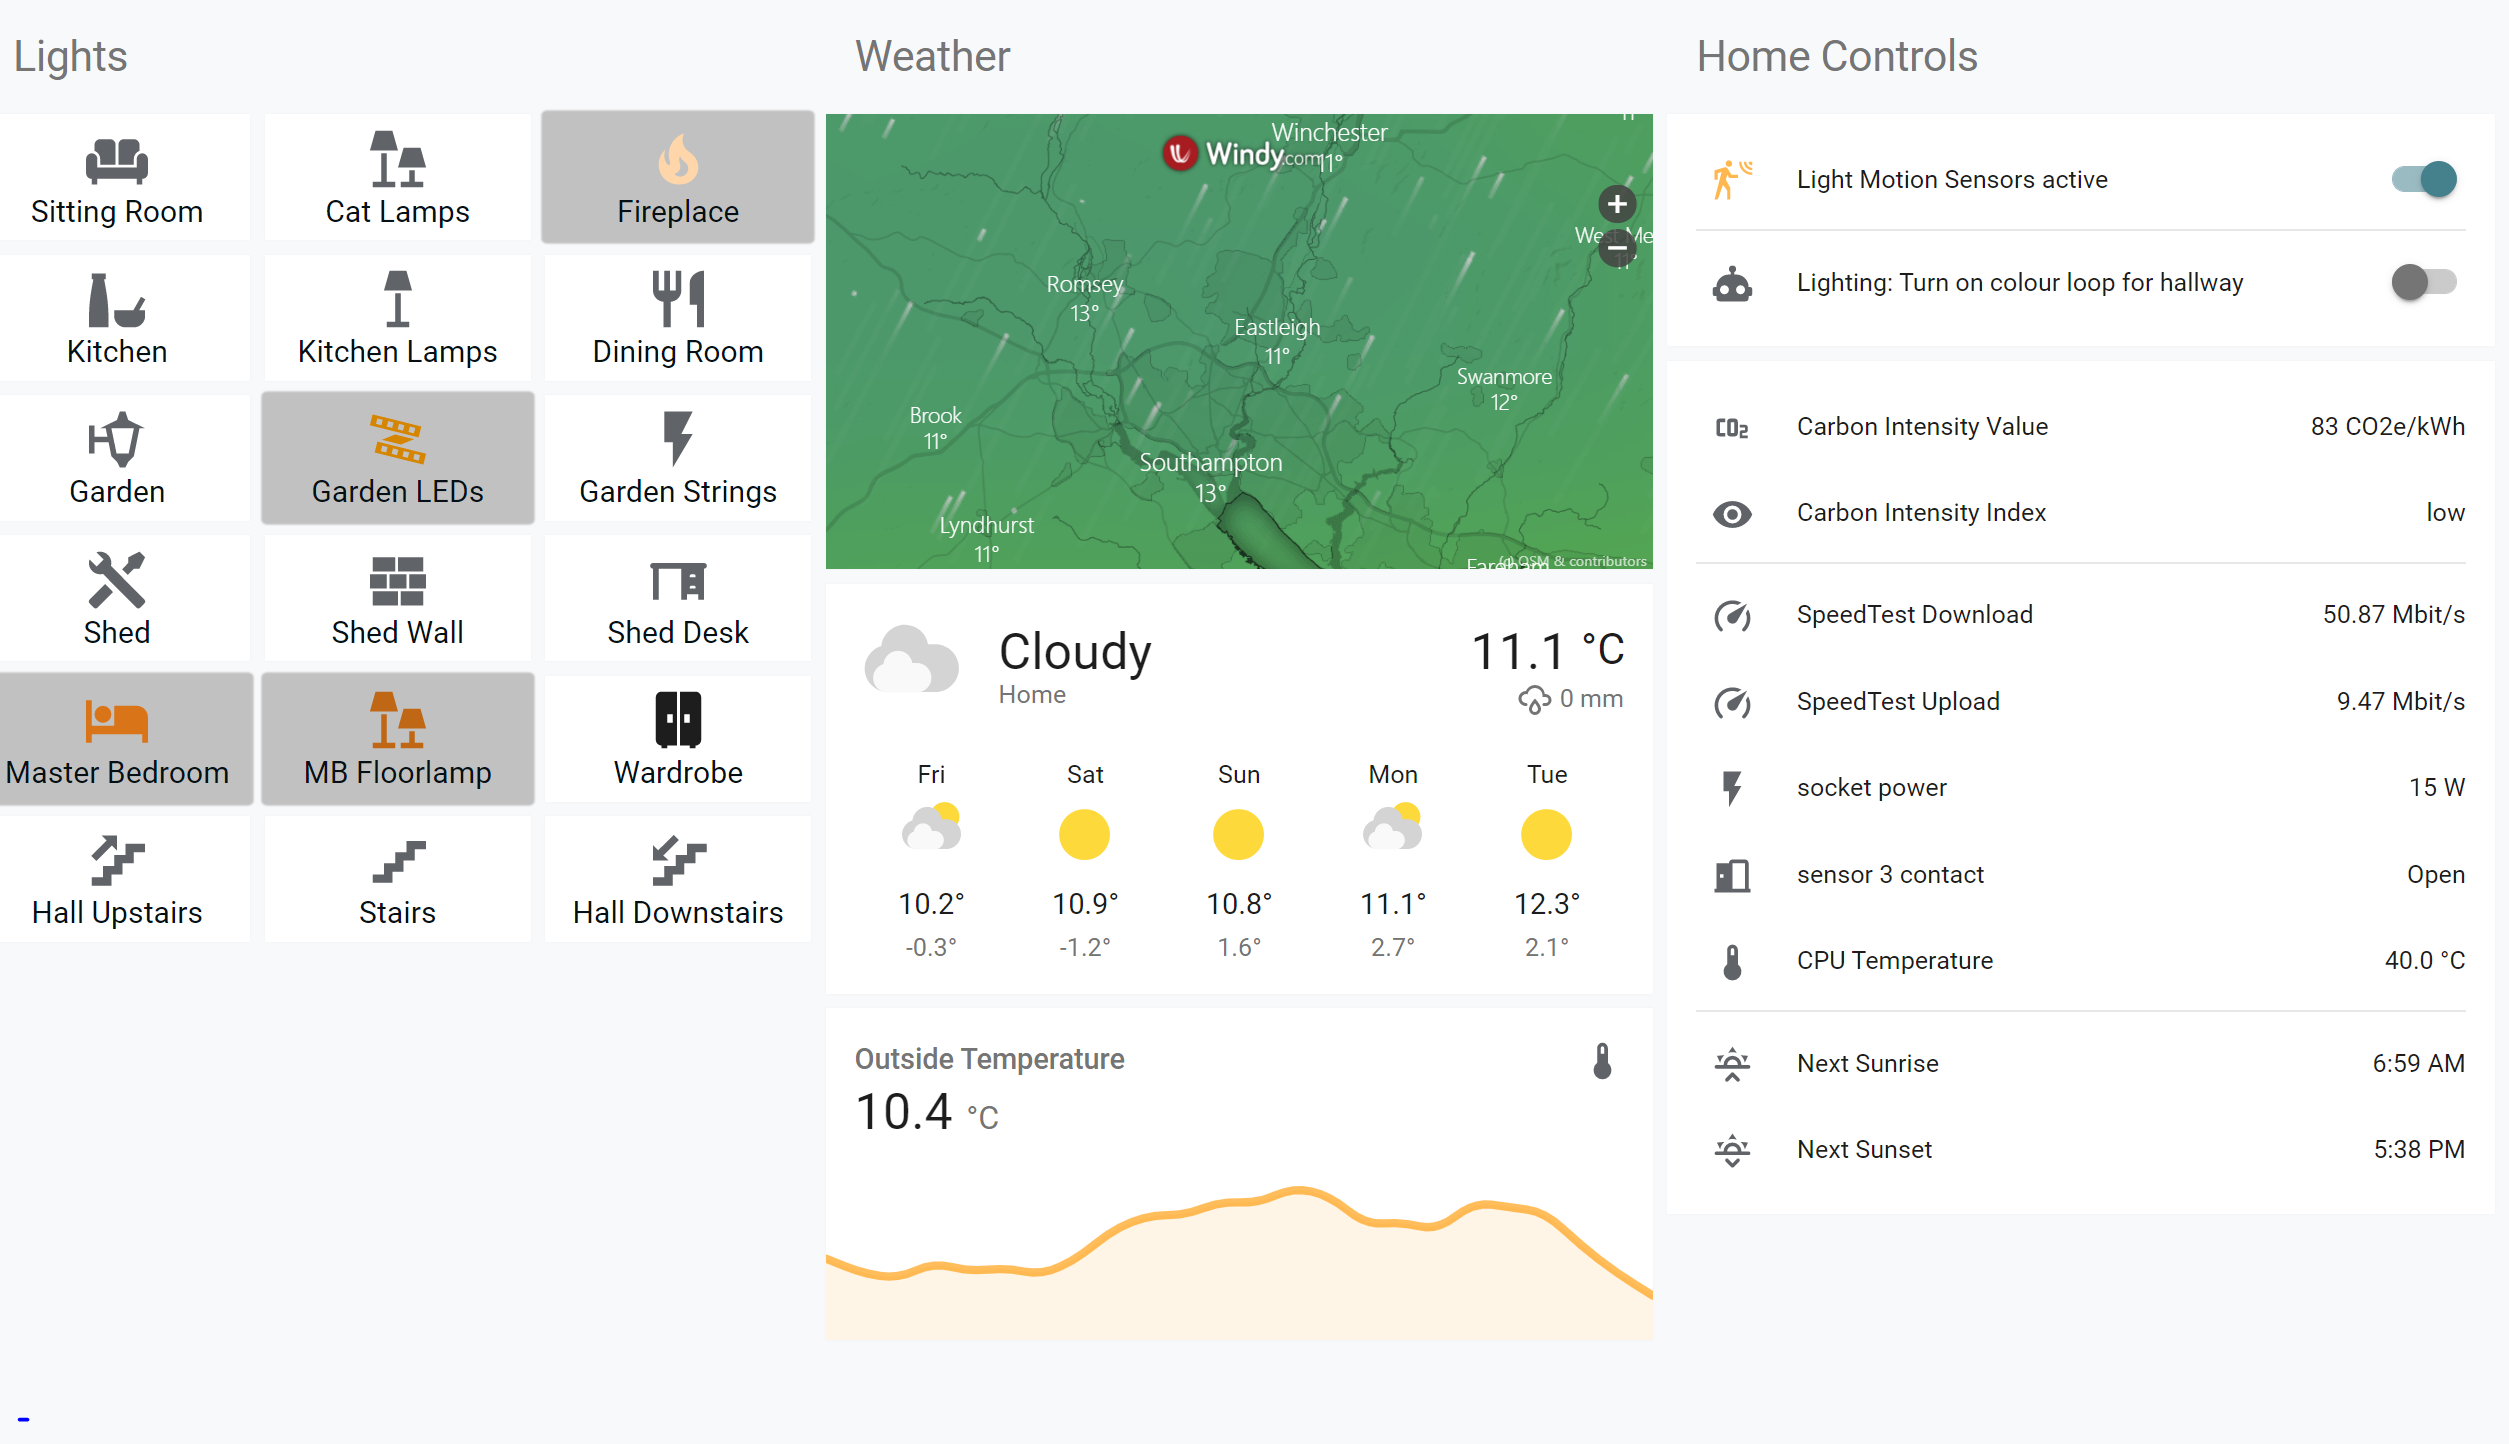 Lights
Sitting Room
Cat Lamps
Fireplace
Kitchen
Kitchen Lamps
Dining Room
Garden
Garden LEDs
Garden Strings
Shed
Shed Wall
Shed Desk
Master Bedroom
MB Floorlamp
Wardrobe
Hall Upstairs
Stairs
Hall Downstairs
Weather
Winchester
Windy.com
11°
Romsey
13°
Eastleigh
11°
Swanmore
12°
Brook
11°
Southampton
13°
Lyndhurst
11°
Fareham
(c) OSM & contributors
Cloudy
Home
11.1 °C
0 mm
Fri
Sat
Sun
Mon
Tue
10.2°
10.9°
10.8°
11.1°
12.3°
-0.3°
-1.2°
1.6°
2.7°
2.1°
Outside Temperature
10.4 °C
Home Controls
Light Motion Sensors active
Lighting: Turn on colour loop for hallway
CO2
Carbon Intensity Value
83 CO2e/kWh
Carbon Intensity Index
low
SpeedTest Download
50.87 Mbit/s
SpeedTest Upload
9.47 Mbit/s
socket power
15 W
sensor 3 contact
Open
CPU Temperature
40.0 °C
Next Sunrise
6:59 AM
Next Sunset
5:38 PM